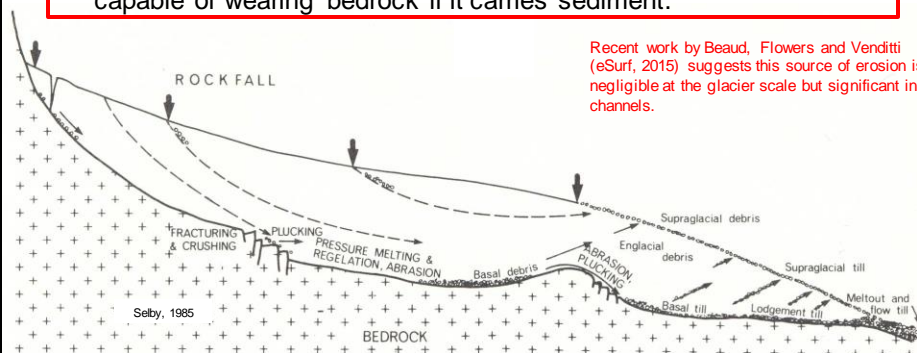 capable of wearing bedrock if it carries sediment.
Recent work by Beaud, Flowers and Venditti
(eSurf, 2015) suggests this source of erosion is
negligible at the glacier scale but significant in
channels.
ROCKFALL
Supraglacial debris
Englacial
debris
FRACTURING
& CRUSHING
PLUCKING
PRESSURE MELTING &
REGELATION, ABRASION
Basal debris
ABRASION,
PLUCKING
Supraglacial till
Basal till
Lodgement till
Meltout and
flow till
Selby, 1985
BEDROCK